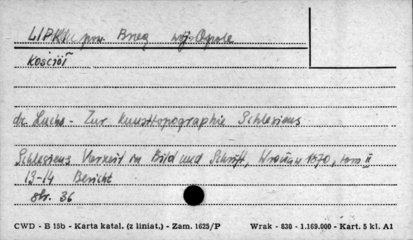 LIPKI pow. Brzeg woj. Opole
Kościół
dr. Luchs - Zur Kunsttopographie Schlesiens
Schlesiens Vorzeit in Bild und Schrift, Wrocław 1870, tom II
13-14 Bericht
str. 36
CWD - B 15b - Karta katal. (z liniat.) - Zam. 1625/P Wrak - 830 - 1.169.000 - Kart. 5 kl. A1